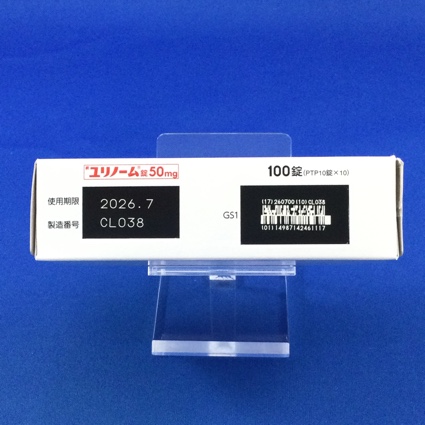 ユリノーム錠50mg
100錠(PTP10錠×10)
使用期限 2026.7
製造番号 CL038
GS1
(17)260700(10)CL038
(01)14987142461117